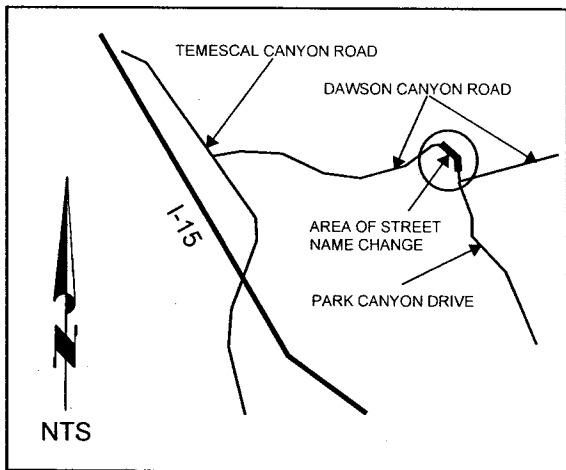 TEMESCAL CANYON ROAD
DAWSON CANYON ROAD
I-15
AREA OF STREET
NAME CHANGE
PARK CANYON DRIVE
N
NTS